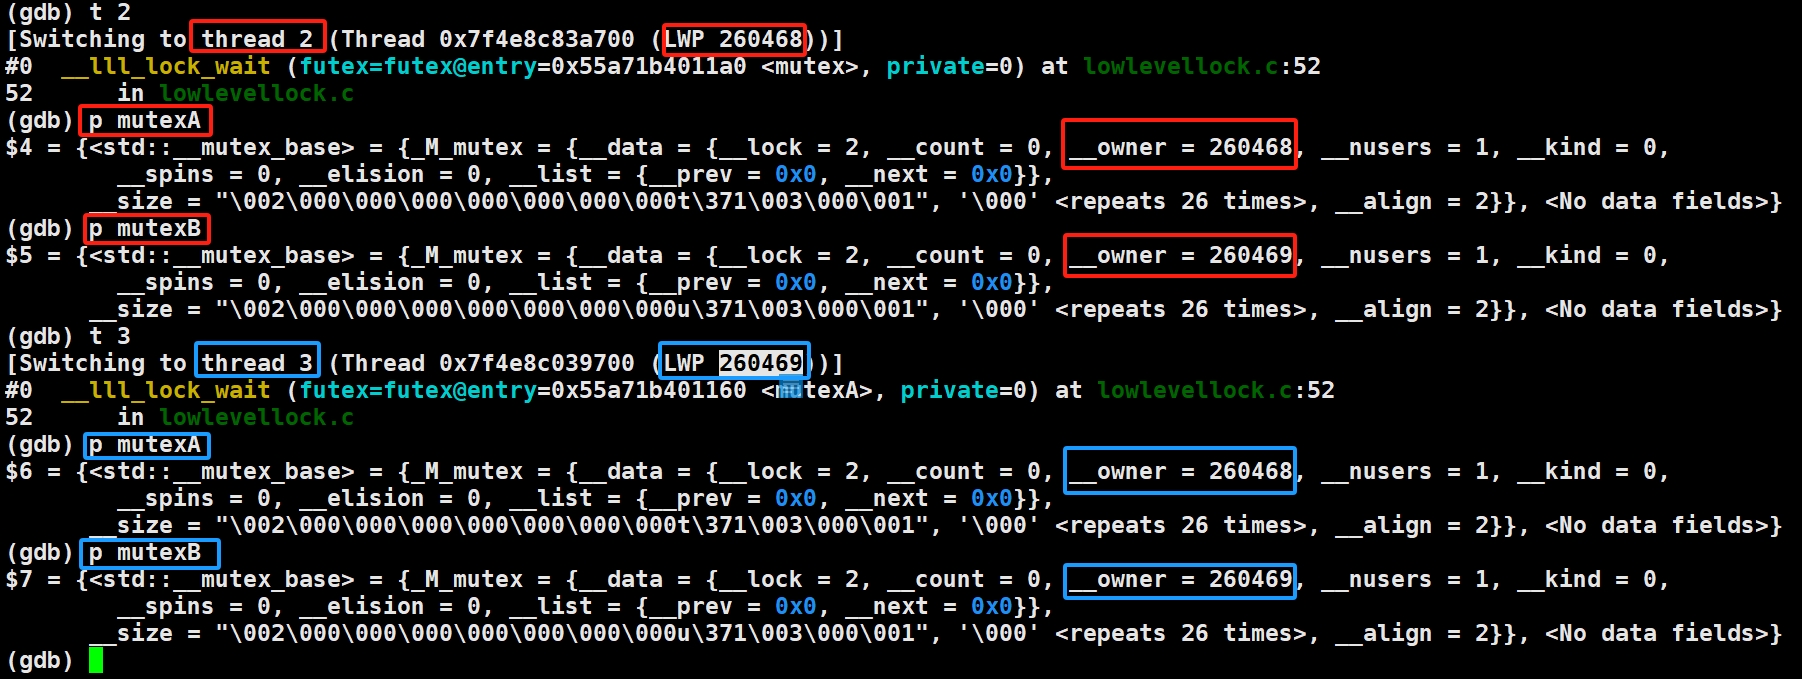 (gdb) t 2
[Switching to thread 2 (Thread 0x7f4e8c83a700 (LWP 260468))]
#0  __lll_lock_wait (futex=futex@entry=0x55a71b4011a0 <mutex>, private=0) at lowlevellock.c:52
52      in lowlevellock.c
(gdb) p mutexA
$4 = {<std::__mutex_base> = {_M_mutex = {__data = {__lock = 2, __count = 0, __owner = 260468, __nusers = 1, __kind = 0,
        __spins = 0, __elision = 0, __list = {__prev = 0x0, __next = 0x0}},
      __size = "\002\000\000\000\000\000\000\000t\371\003\000\001", '\000' <repeats 26 times>, __align = 2}}, <No data fields>}
(gdb) p mutexB
$5 = {<std::__mutex_base> = {_M_mutex = {__data = {__lock = 2, __count = 0, __owner = 260469, __nusers = 1, __kind = 0,
        __spins = 0, __elision = 0, __list = {__prev = 0x0, __next = 0x0}},
      __size = "\002\000\000\000\000\000\000\000u\371\003\000\001", '\000' <repeats 26 times>, __align = 2}}, <No data fields>}
(gdb) t 3
[Switching to thread 3 (Thread 0x7f4e8c039700 (LWP 260469))]
#0  __lll_lock_wait (futex=futex@entry=0x55a71b401160 <mutexA>, private=0) at lowlevellock.c:52
52      in lowlevellock.c
(gdb) p mutexA
$6 = {<std::__mutex_base> = {_M_mutex = {__data = {__lock = 2, __count = 0, __owner = 260468, __nusers = 1, __kind = 0,
        __spins = 0, __elision = 0, __list = {__prev = 0x0, __next = 0x0}},
      __size = "\002\000\000\000\000\000\000\000t\371\003\000\001", '\000' <repeats 26 times>, __align = 2}}, <No data fields>}
(gdb) p mutexB
$7 = {<std::__mutex_base> = {_M_mutex = {__data = {__lock = 2, __count = 0, __owner = 260469, __nusers = 1, __kind = 0,
        __spins = 0, __elision = 0, __list = {__prev = 0x0, __next = 0x0}},
      __size = "\002\000\000\000\000\000\000\000u\371\003\000\001", '\000' <repeats 26 times>, __align = 2}}, <No data fields>}
(gdb)